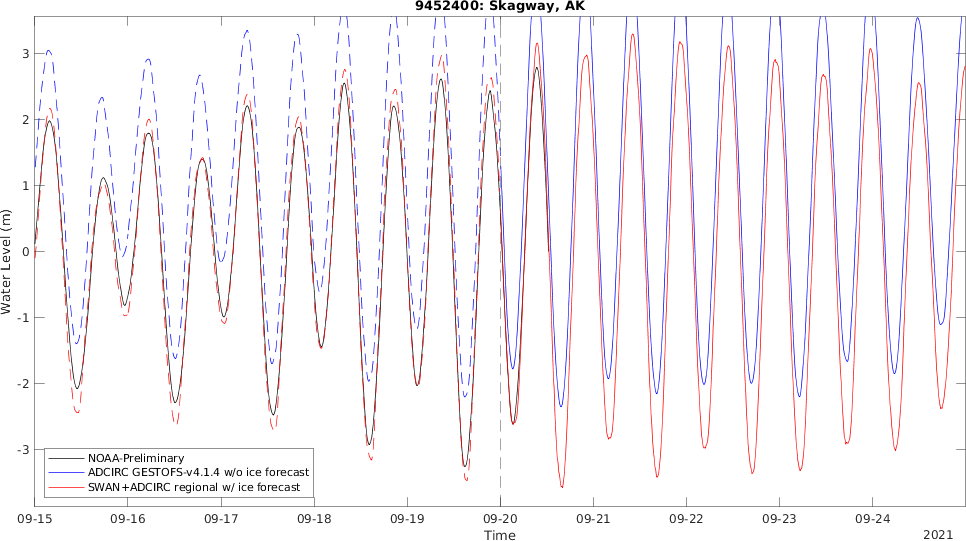 9452400: Skagway, AK
Water Level (m)
3
2
1
0
-1
-2
-3
NOAA-Preliminary
ADCIRC GESTOFS-v4.1.4 w/o ice forecast
SWAN+ADCIRC regional w/ ice forecast
09-15 09-16 09-17 09-18 09-19 09-20 09-21 09-22 09-23 09-24
Time
2021